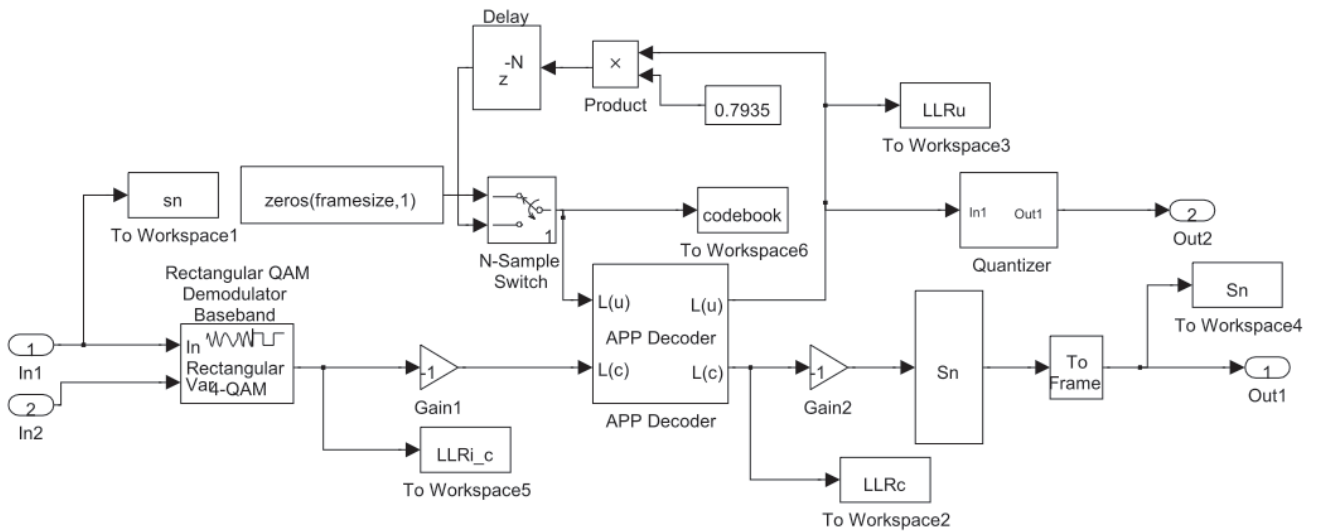 Delay
-N
z
×
Product
0.7935
LLRu
To Workspace3
sn
To Workspace1
zeros(framesize,1)
1
N-Sample
Switch
codebook
To Workspace6
In1
Out1
Quantizer
2
Out2
Rectangular QAM
Demodulator
Baseband
In
Rectangular
Var
4-QAM
1
In1
2
In2
-1
Gain1
L(u)
L(u)
APP Decoder
L(c)
L(c)
APP Decoder
-1
Gain2
Sn
To
Frame
Sn
To Workspace4
1
Out1
LLRi_c
To Workspace5
LLRc
To Workspace2